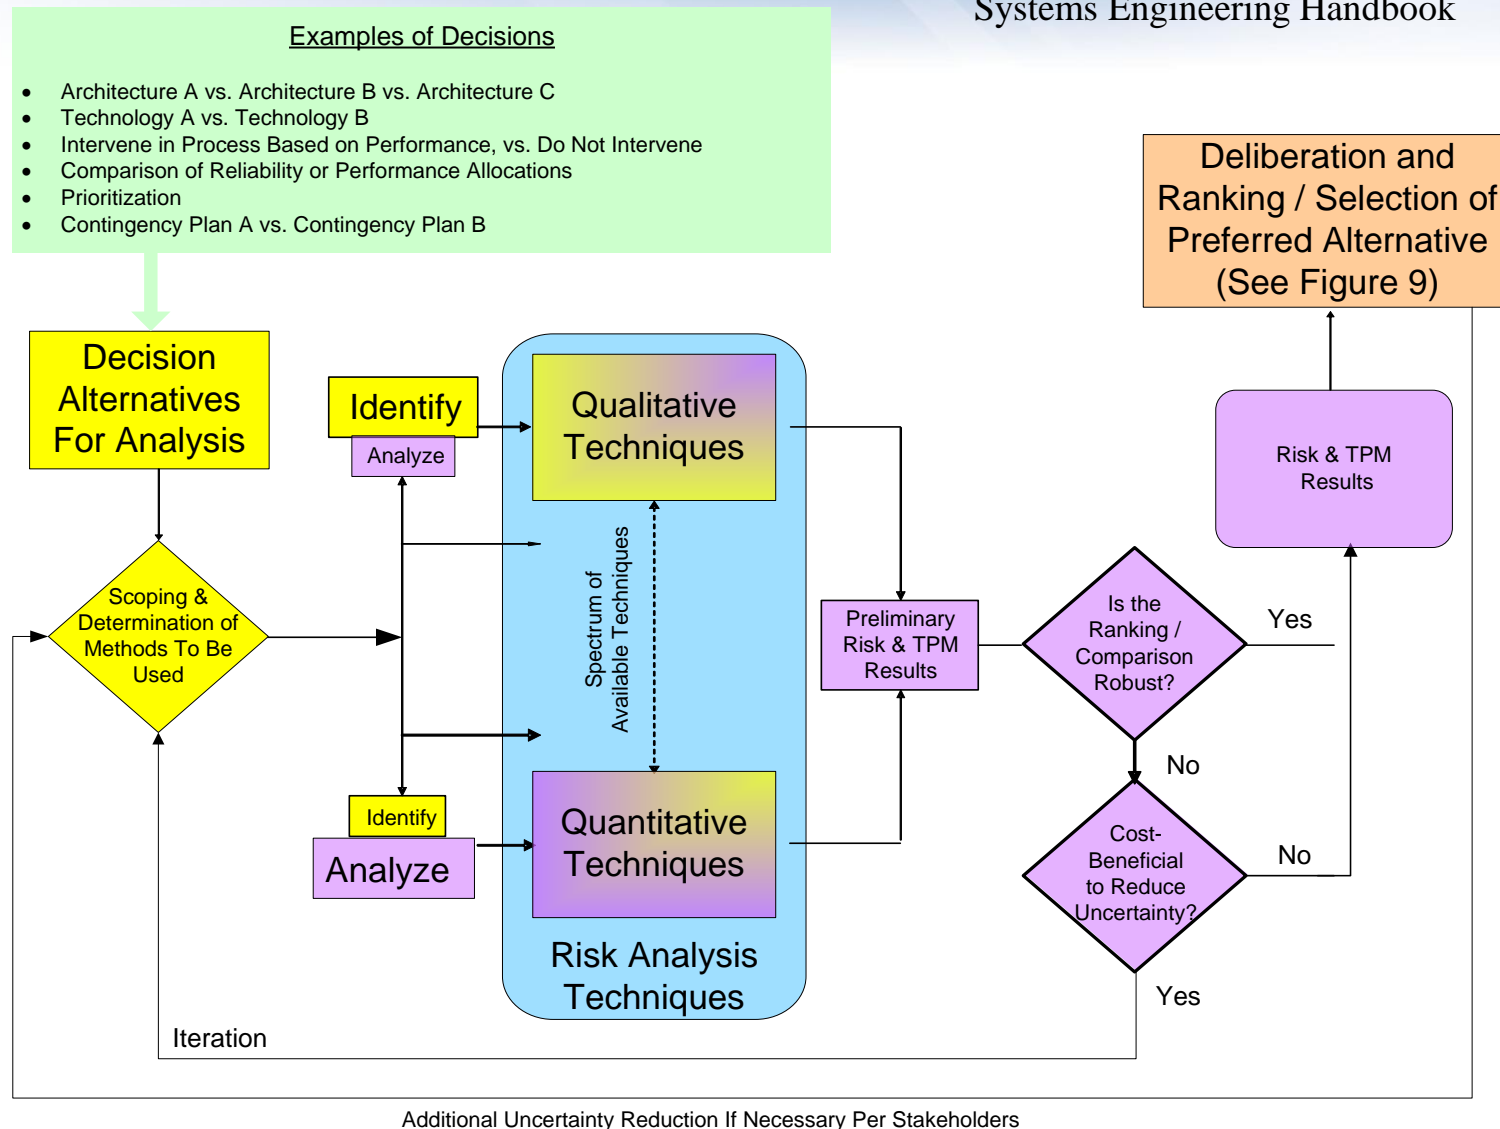 Systems Engineering Handbook
Examples of Decisions
• Architecture A vs. Architecture B vs. Architecture C
• Technology A vs. Technology B
• Intervene in Process Based on Performance, vs. Do Not Intervene
• Comparison of Reliability or Performance Allocations
• Prioritization
• Contingency Plan A vs. Contingency Plan B
Deliberation and
Ranking / Selection of
Preferred Alternative
(See Figure 9)
Decision
Alternatives
For Analysis
Identify
Analyze
Qualitative
Techniques
Risk & TPM
Results
Scoping &
Determination of
Methods To Be
Used
Spectrum of
Available Techniques
Preliminary
Risk & TPM
Results
Is the
Ranking /
Comparison
Robust?
Yes
No
Identify
Analyze
Quantitative
Techniques
Cost-
Beneficial
to Reduce
Uncertainty?
No
Risk Analysis
Techniques
Yes
Iteration
Additional Uncertainty Reduction If Necessary Per Stakeholders